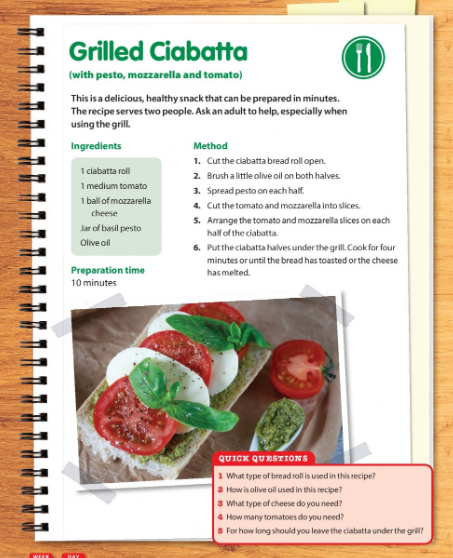 Grilled Ciabatta
(with pesto, mozzarella and tomato)
This is a delicious, healthy snack that can be prepared in minutes.
The recipe serves two people. Ask an adult to help, especially when
using the grill.
Ingredients
1 ciabatta roll
1 medium tomato
1 ball of mozzarella
cheese
Jar of basil pesto
Olive oil
Preparation time
10 minutes
Method
1. Cut the ciabatta bread roll open.
2. Brush a little olive oil on both halves.
3. Spread pesto on each half.
4. Cut the tomato and mozzarella into slices.
5. Arrange the tomato and mozzarella slices on each
half of the ciabatta.
6. Put the ciabatta halves under the grill. Cook for four
minutes or until the bread has toasted or the cheese
has melted.
QUICK QUESTIONS
1 What type of bread roll is used in this recipe?
2 How is olive oil used in this recipe?
3 What type of cheese do you need?
4 How many tomatoes do you need?
5 For how long should you leave the ciabatta under the grill?
WEEK DAY